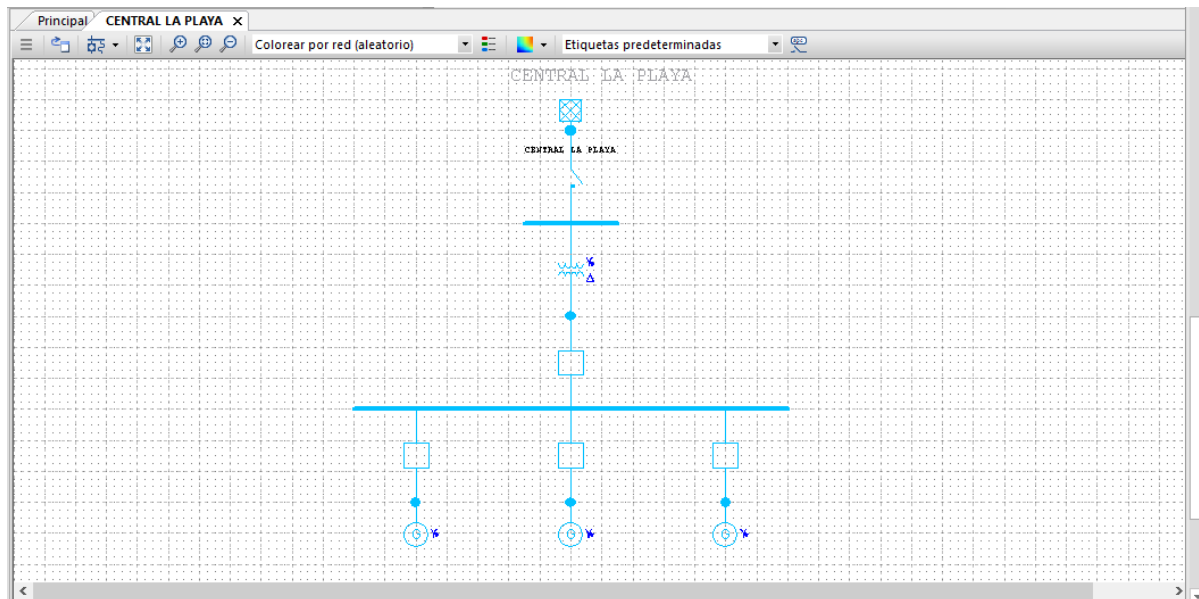 Principal CENTRAL LA PLAYA X
Colorear por red (aleatorio) Etiquetas predeterminadas
CENTRAL LA PLAYA
CENTRAL LA PLAYA
G G G